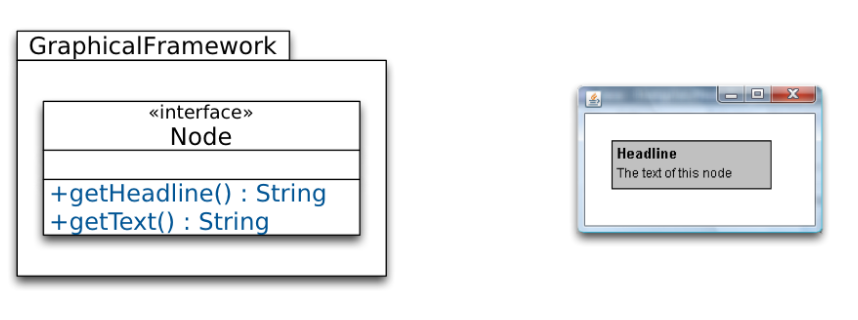 GraphicalFramework
«interface»
Node
+getHeadline() : String
+getText() : String
Headline
The text of this node